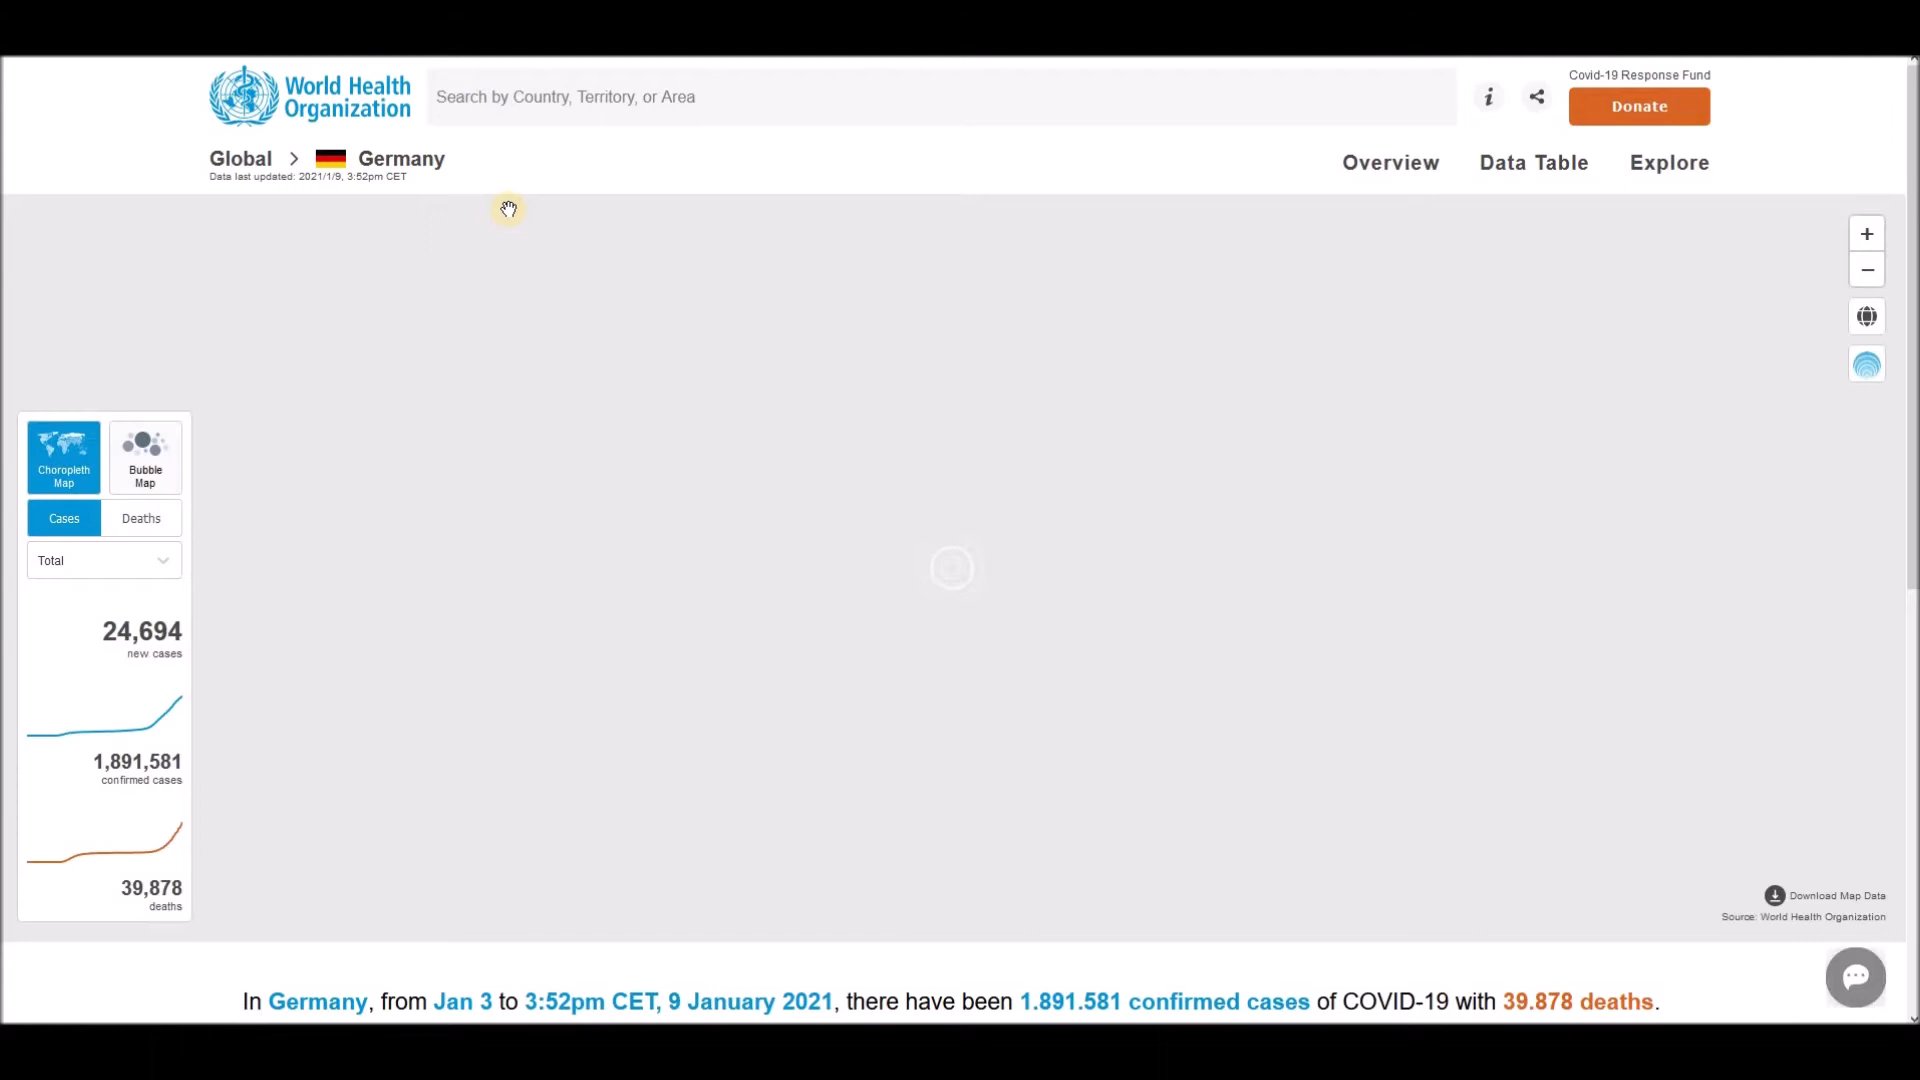 World Health
Organization
Search by Country, Territory, or Area
i
Covid-19 Response Fund
Donate
Global > Germany
Data last updated: 2021/1/9, 3:52pm CET
Overview Data Table Explore
+
−
Choropleth
Map
Bubble
Map
Cases Deaths
Total
24,694
new cases
1,891,581
confirmed cases
39,878
deaths
Download Map Data
Source: World Health Organization
In Germany, from Jan 3 to 3:52pm CET, 9 January 2021, there have been 1.891.581 confirmed cases of COVID-19 with 39.878 deaths.